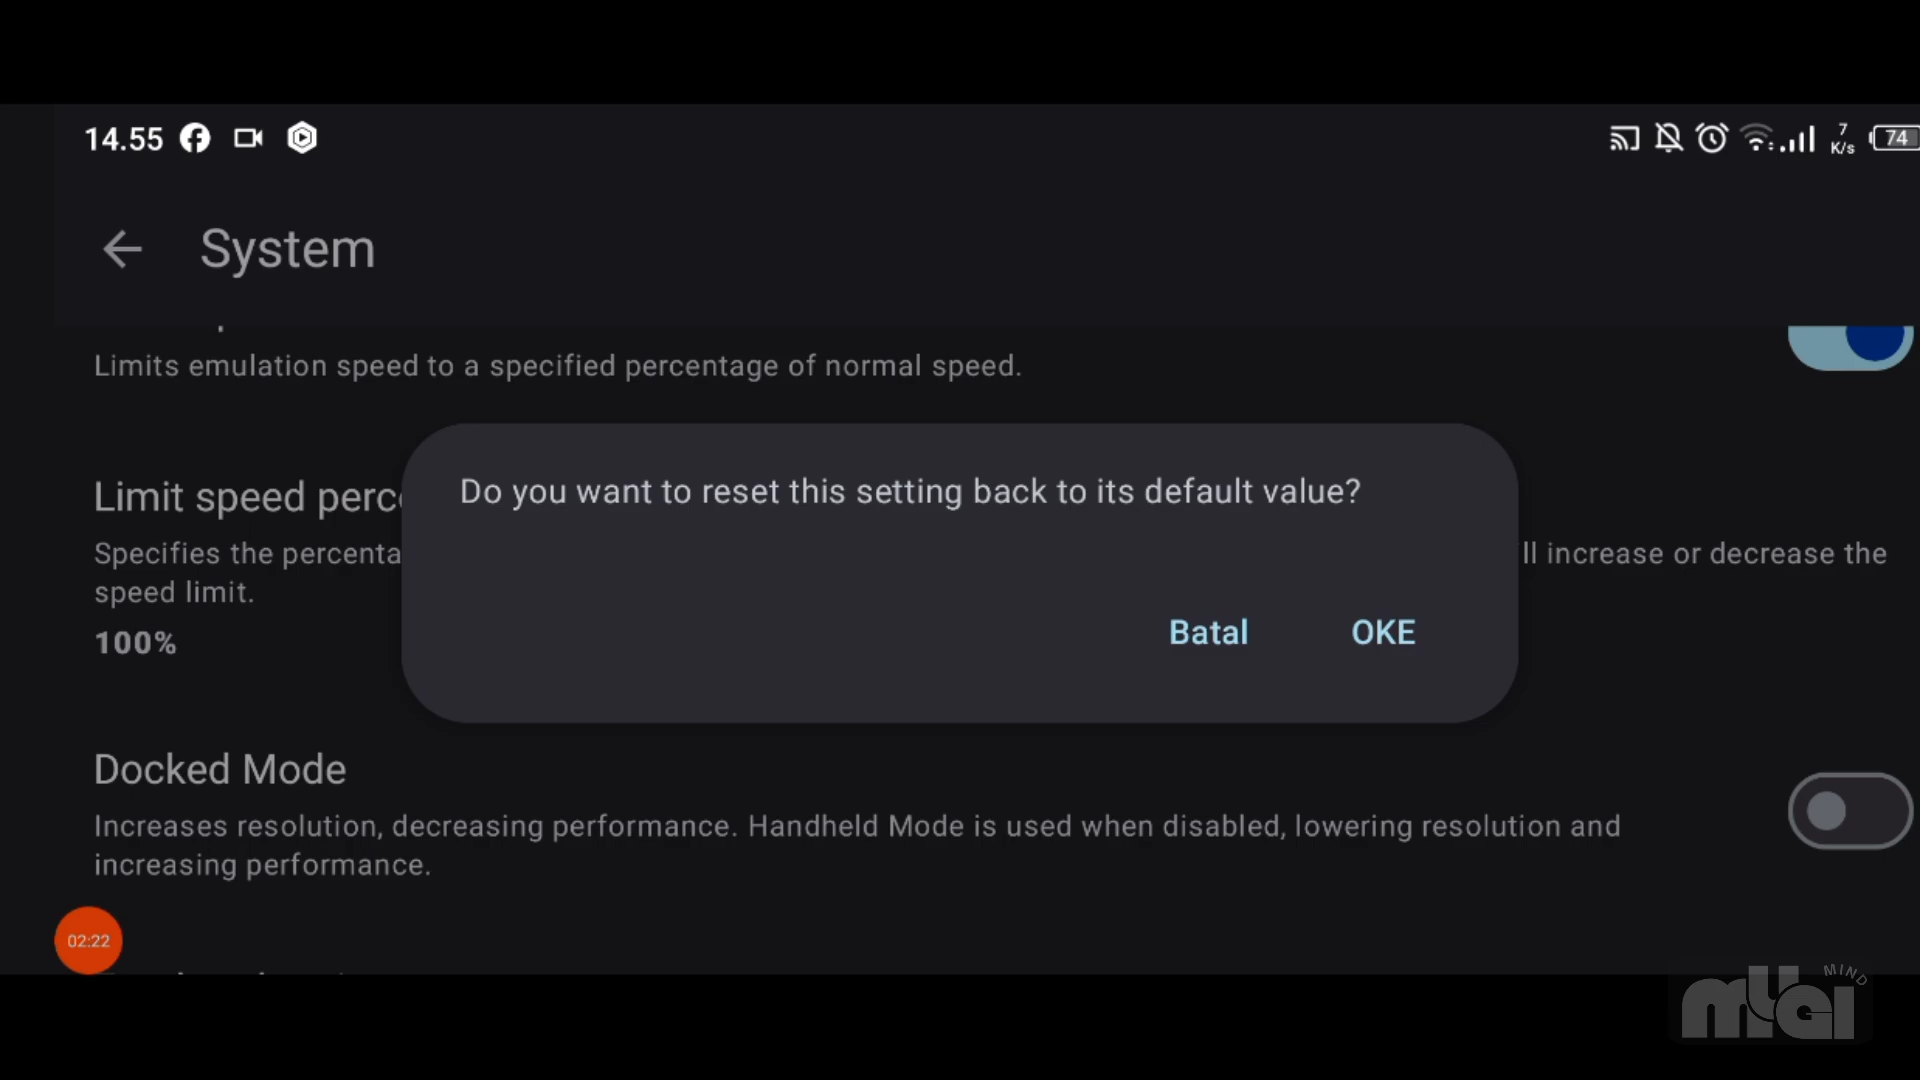 14.55
7
K/s
74
System
Limits emulation speed to a specified percentage of normal speed.
Limit speed perc
Specifies the percenta
ll increase or decrease the
speed limit.
100%
Do you want to reset this setting back to its default value?
Batal
OKE
Docked Mode
Increases resolution, decreasing performance. Handheld Mode is used when disabled, lowering resolution and
increasing performance.
02:22
MIND